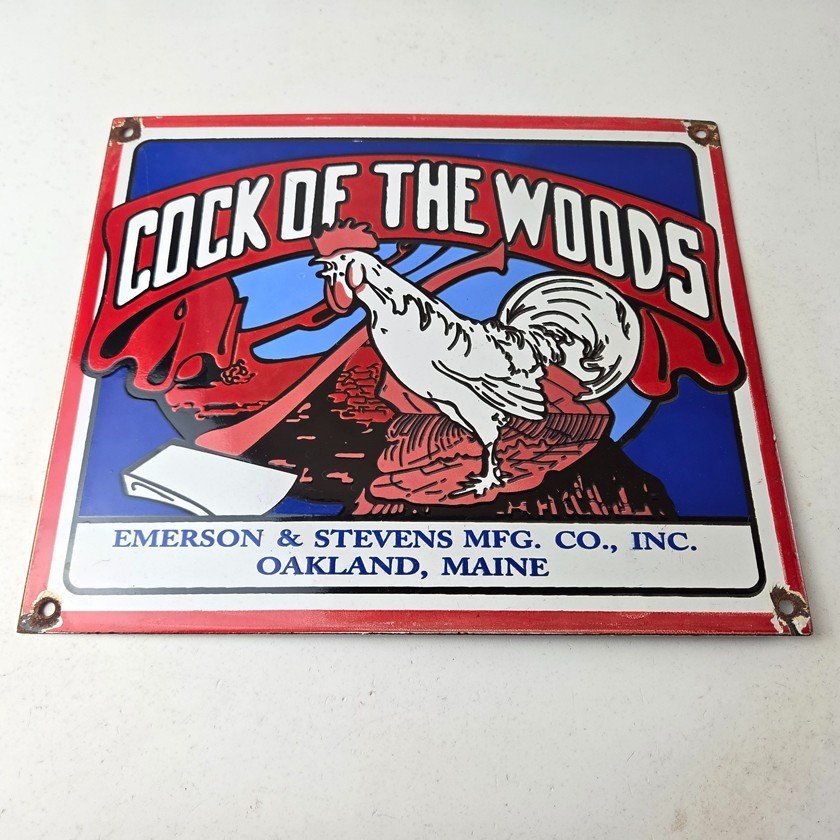 COCK OF THE WOODS
EMERSON & STEVENS MFG. CO., INC.
OAKLAND, MAINE